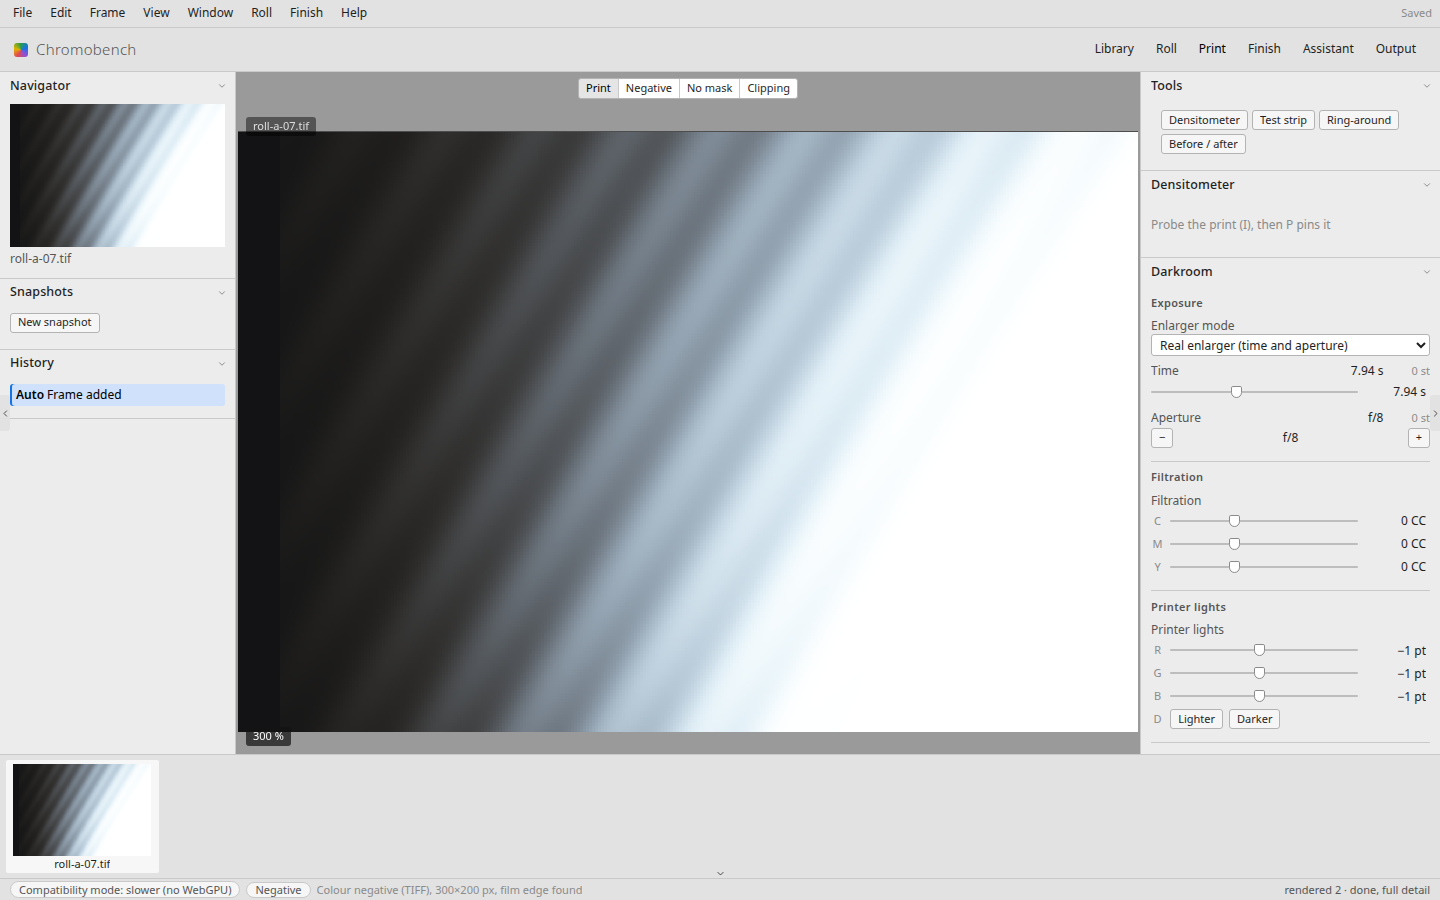 File Edit Frame View Window Roll Finish Help Saved
Chromobench Library Roll Print Finish Assistant Output
Navigator
roll-a-07.tif
Snapshots
New snapshot
History
Auto Frame added
Print Negative No mask Clipping
roll-a-07.tif
300 %
Tools
Densitometer Test strip Ring-around
Before / after
Densitometer
Probe the print (I), then P pins it
Darkroom
Exposure
Enlarger mode
Real enlarger (time and aperture)
Time 7.94 s 0 st
7.94 s
Aperture f/8 0 st
− f/8 +
Filtration
Filtration
C 0 CC
M 0 CC
Y 0 CC
Printer lights
Printer lights
R −1 pt
G −1 pt
B −1 pt
D Lighter Darker
roll-a-07.tif
Compatibility mode: slower (no WebGPU) Negative Colour negative (TIFF), 300×200 px, film edge found rendered 2 · done, full detail